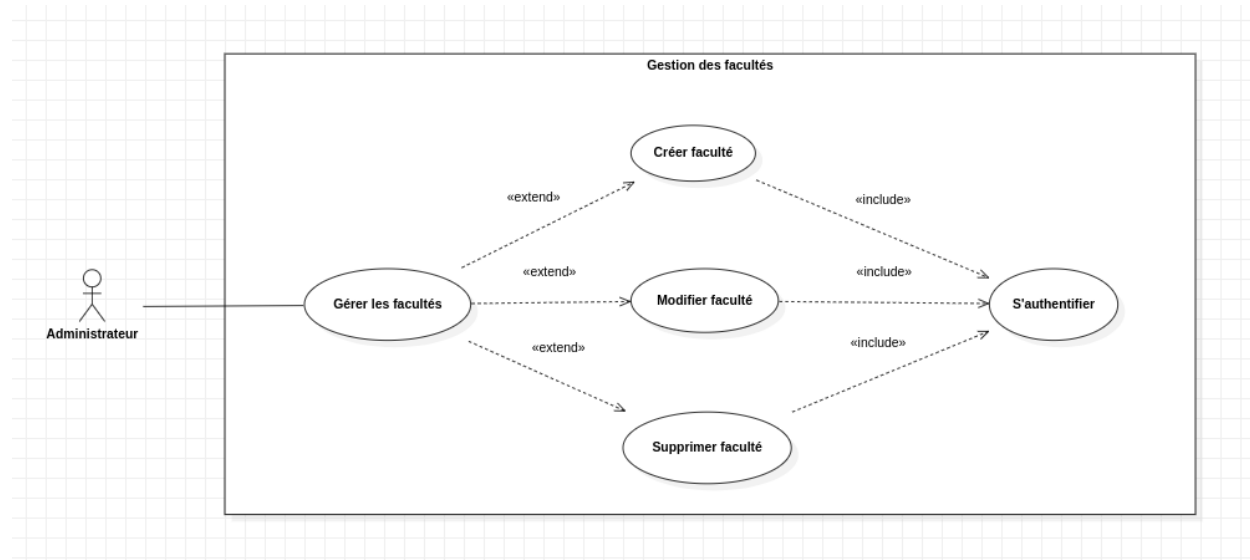 Gestion des facultés
Créer faculté
«extend»
«include»
«extend»
«include»
Gérer les facultés
Modifier faculté
S'authentifier
Administrateur
«extend»
«include»
Supprimer faculté